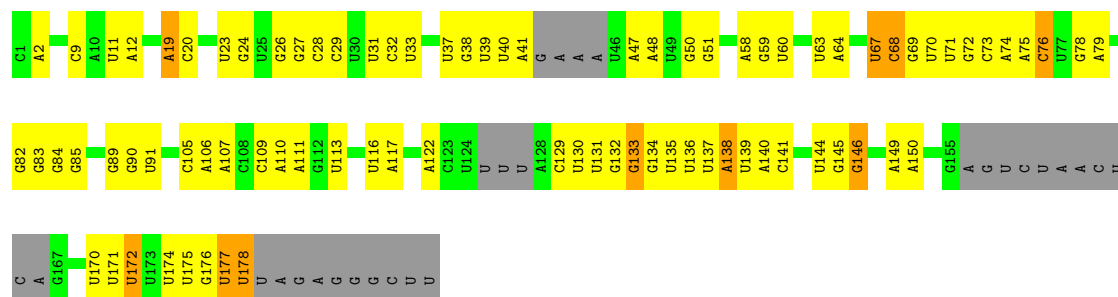 C1 A2 C9 A10 U11 A12 A19 C20 U23 G24 U25 G26 G27 C28 C29 U30 U31 C32 U33 U37 G38 U39 U40 A41 G A A A U46 A47 A48 U49 G50 G51 A58 G59 U60 U63 A64 U67 C68 G69 U70 U71 G72 C73 A74 A75 C76 U77 G78 A79
G82 G83 G84 G85 G89 G90 U91 C105 A106 A107 C108 C109 A110 A111 G112 U113 U116 A117 A122 C123 U124 U U U A128 C129 U130 U131 G132 G133 G134 U135 U136 U137 A138 U139 A140 C141 U144 G145 G146 A149 A150 G155 A G U C U A A C U
C A G167 U170 U171 U172 U173 U174 U175 G176 U177 U178 U A G A G G G C U U